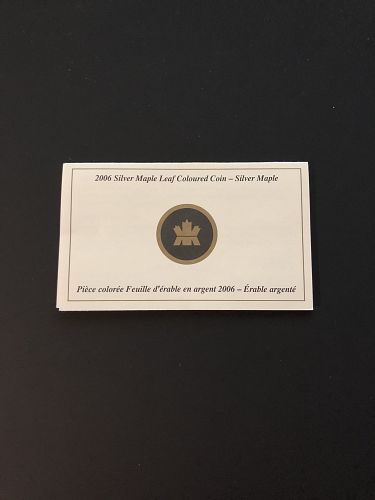 2006 Silver Maple Leaf Coloured Coin – Silver Maple
Pièce colorée Feuille d'érable en argent 2006 – Érable argenté